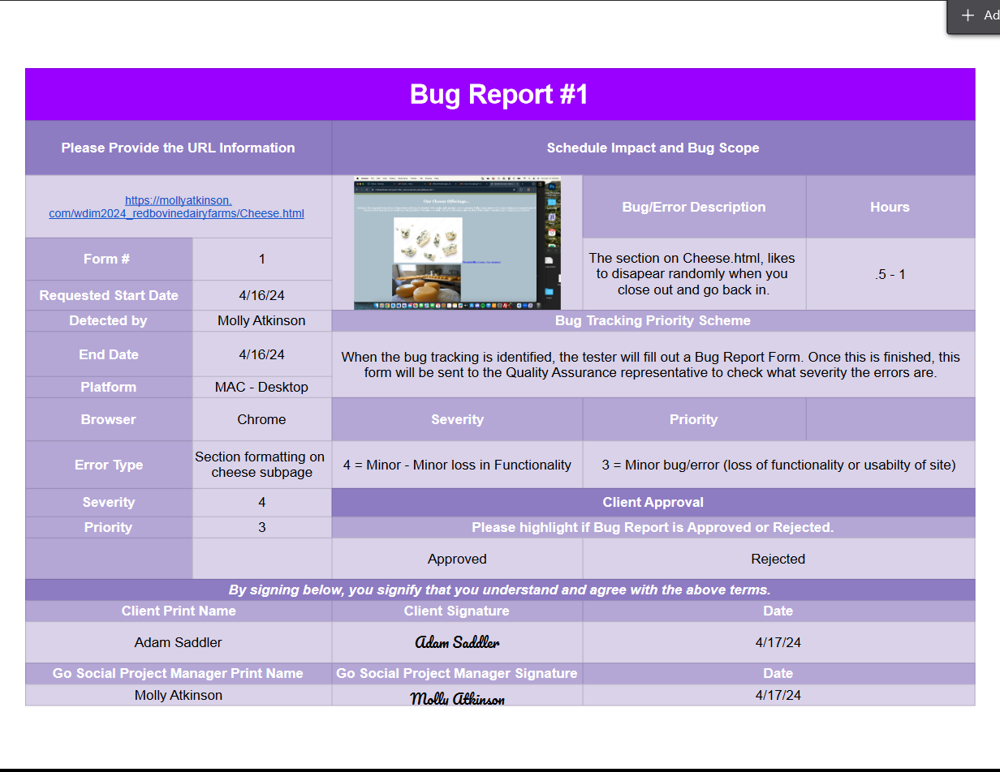 Ad
Bug Report #1
Please Provide the URL Information
Schedule Impact and Bug Scope
https://mollyatkinson.
com/wdim2024_redbovinedairyfarms/Cheese.html
Our Cheese Offerings...
Bug/Error Description
Hours
Form #
1
The section on Cheese.html, likes
to disapear randomly when you
close out and go back in.
.5 - 1
Requested Start Date
4/16/24
Detected by
Molly Atkinson
Bug Tracking Priority Scheme
End Date
4/16/24
When the bug tracking is identified, the tester will fill out a Bug Report Form. Once this is finished, this
form will be sent to the Quality Assurance representative to check what severity the errors are.
Platform
MAC - Desktop
Browser
Chrome
Severity
Priority
Error Type
Section formatting on
cheese subpage
4 = Minor - Minor loss in Functionality
3 = Minor bug/error (loss of functionality or usabilty of site)
Severity
4
Client Approval
Priority
3
Please highlight if Bug Report is Approved or Rejected.
Approved
Rejected
By signing below, you signify that you understand and agree with the above terms.
Client Print Name
Client Signature
Date
Adam Saddler
Adam Saddler
4/17/24
Go Social Project Manager Print Name
Go Social Project Manager Signature
Date
Molly Atkinson
Molly Atkinson
4/17/24